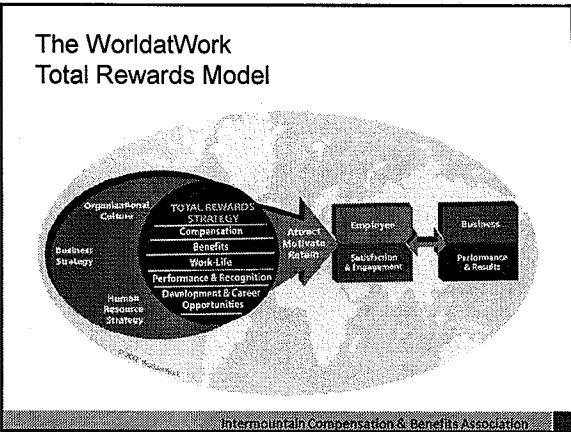 The WorldatWork
Total Rewards Model
Organizational
Culture
Business
Strategy
Human
Resource
Strategy
TOTAL REWARDS
STRATEGY
Compensation
Benefits
Work-Life
Performance & Recognition
Development & Career
Opportunities
Attract
Motivate
Retain
Employee
Satisfaction
& Engagement
Business
Performance
& Results
Intermountain Compensation & Benefits Association